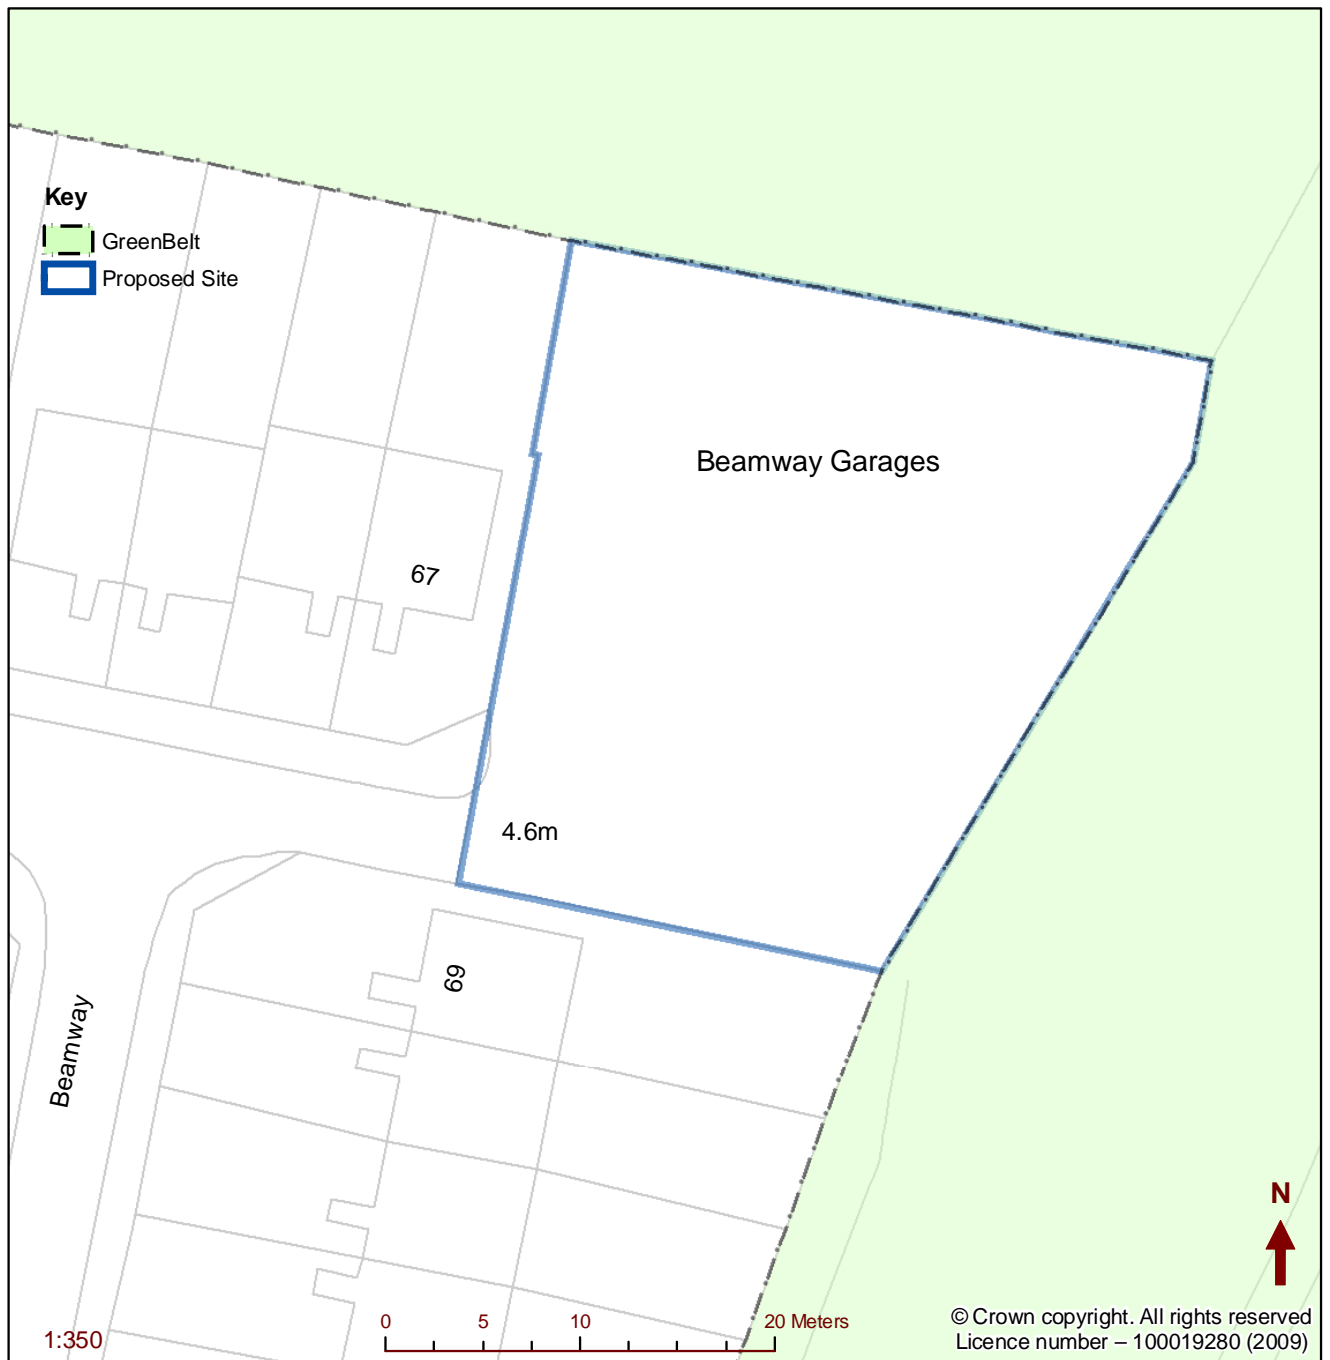 Key
GreenBelt
Proposed Site
Beamway Garages
67
4.6m
69
Beamway
N
0 5 10 20 Meters
1:350
© Crown copyright. All rights reserved
Licence number – 100019280 (2009)